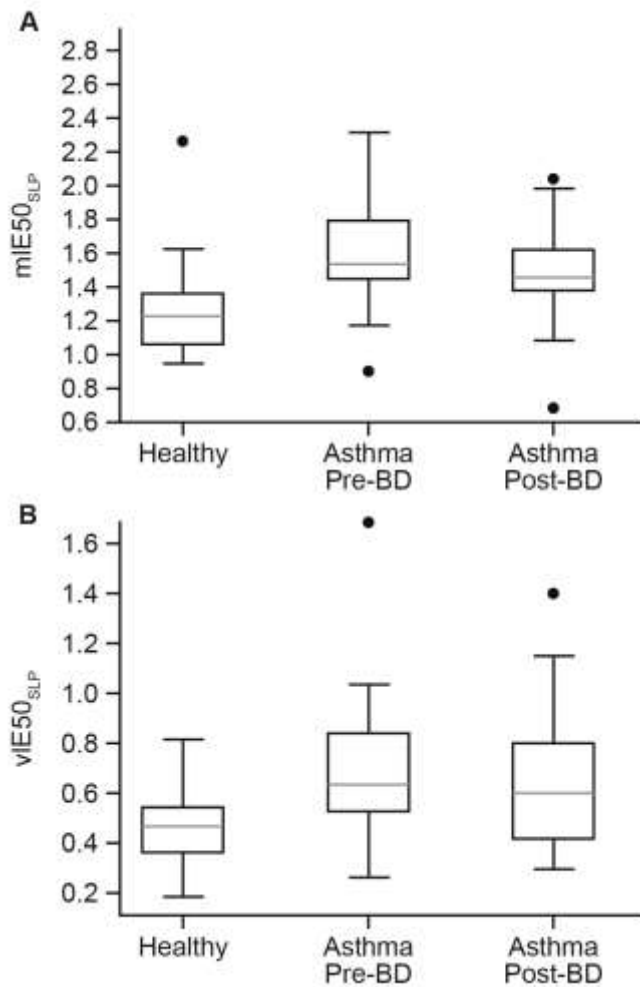 A
mIE50SLP
2.8
2.6
2.4
2.2
2.0
1.8
1.6
1.4
1.2
1.0
0.8
0.6
Healthy
Asthma
Pre-BD
Asthma
Post-BD
B
vIE50SLP
1.6
1.4
1.2
1.0
0.8
0.6
0.4
0.2
Healthy
Asthma
Pre-BD
Asthma
Post-BD